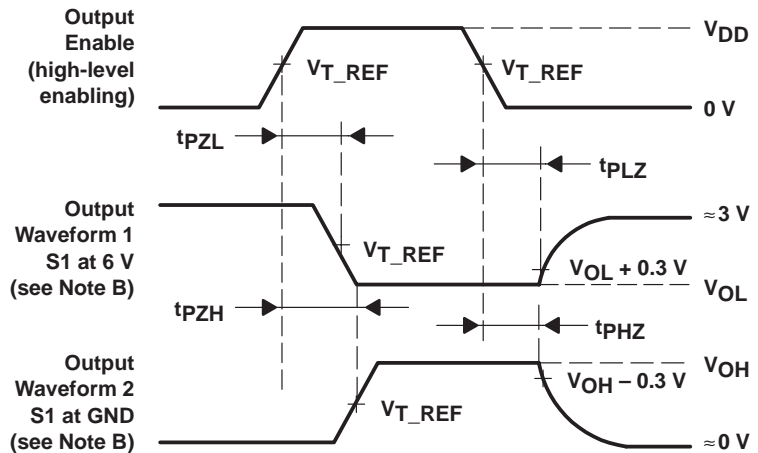 Output
Enable
(high-level
enabling)
VT_REF
VT_REF
VDD
0 V
tPZL
tPLZ
Output
Waveform 1
S1 at 6 V
(see Note B)
VT_REF
≈3 V
VOL + 0.3 V
VOL
tPZH
tPHZ
Output
Waveform 2
S1 at GND
(see Note B)
VT_REF
VOH
VOH – 0.3 V
≈0 V